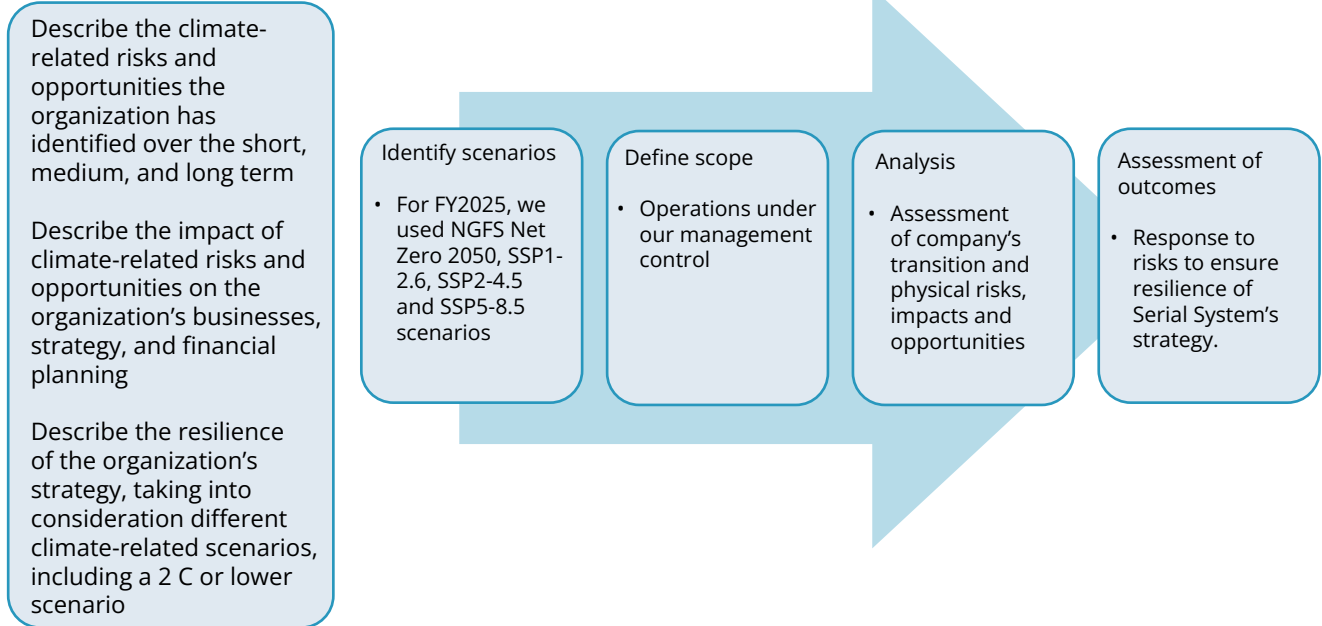 Describe the climate-
related risks and
opportunities the
organization has
identified over the short,
medium, and long term
Describe the impact of
climate-related risks and
opportunities on the
organization’s businesses,
strategy, and financial
planning
Describe the resilience
of the organization’s
strategy, taking into
consideration different
climate-related scenarios,
including a 2 C or lower
scenario
Identify scenarios
• For FY2025, we
used NGFS Net
Zero 2050, SSP1-
2.6, SSP2-4.5
and SSP5-8.5
scenarios
Define scope
• Operations under
our management
control
Analysis
• Assessment
of company’s
transition and
physical risks,
impacts and
opportunities
Assessment of
outcomes
• Response to
risks to ensure
resilience of
Serial System’s
strategy.